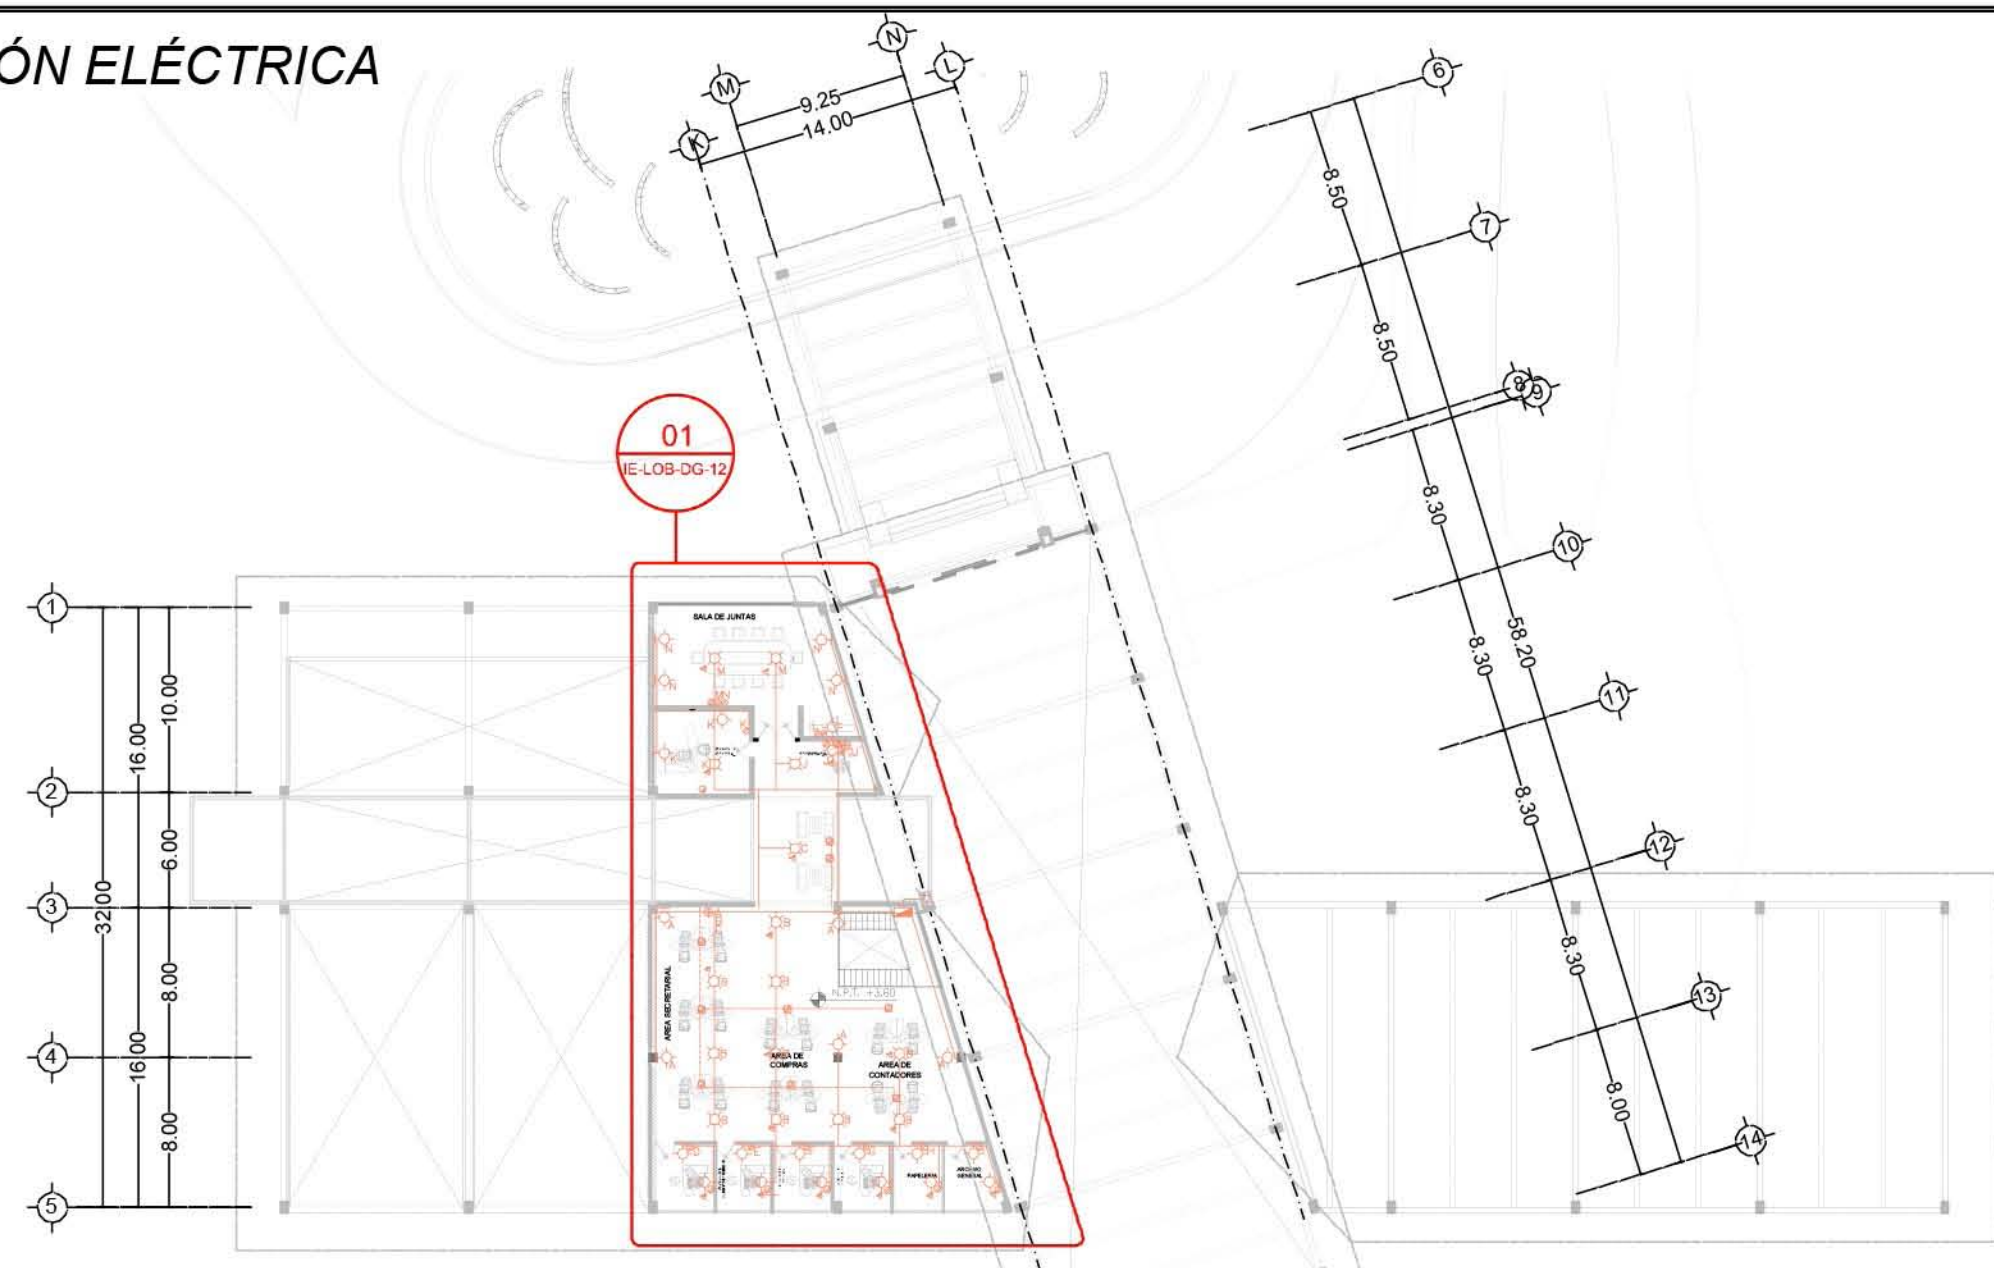 ÓN ELÉCTRICA
N
L
M
K
9.25
14.00
6
7
8
9
10
11
12
13
14
8.50
8.50
8.30
8.30
8.30
8.30
8.00
58.20
01
IE-LOB-DG-12
1
2
3
4
5
10.00
16.00
6.00
32.00
8.00
16.00
8.00
SALA DE JUNTAS
AREA SECRETARIAL
N.P.T. +3.60
AREA DE
COMPRAS
AREA DE
CONTADORES
PAPELERIA
ARCHIVO
GENERAL